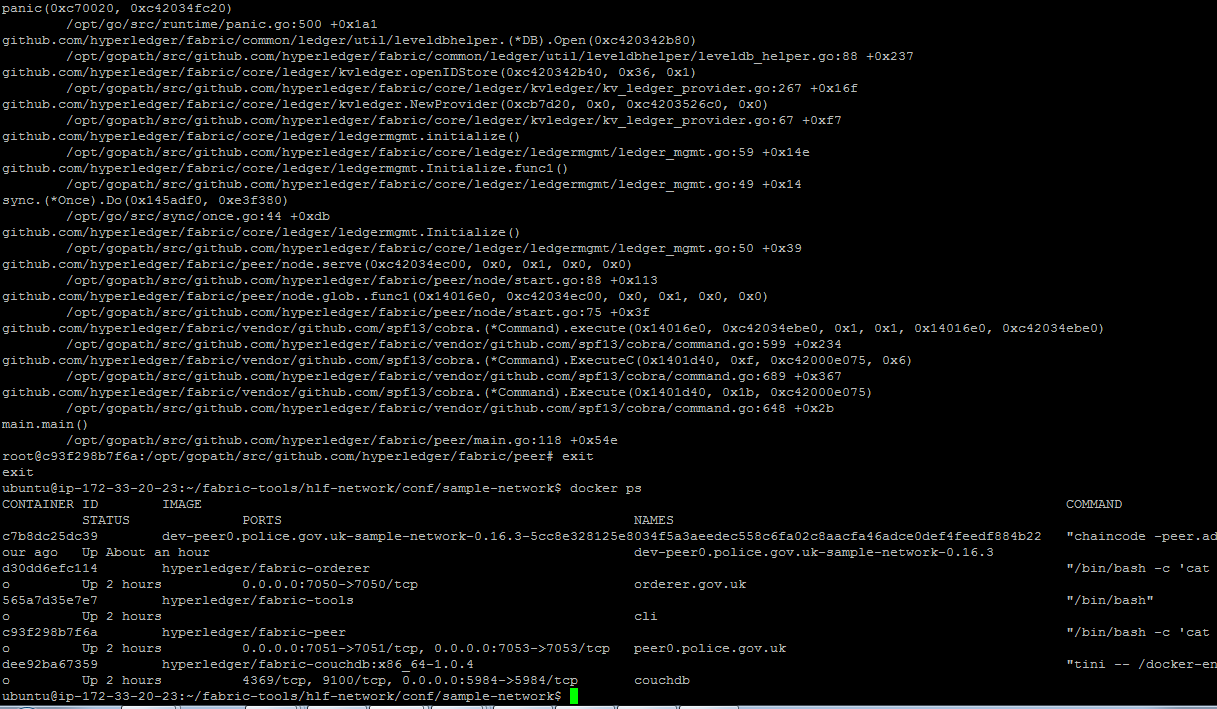 panic(0xc70020, 0xc42034fc20)
/opt/go/src/runtime/panic.go:500 +0x1a1
github.com/hyperledger/fabric/common/ledger/util/leveldbhelper.(*DB).Open(0xc420342b80)
/opt/gopath/src/github.com/hyperledger/fabric/common/ledger/util/leveldbhelper/leveldb_helper.go:88 +0x237
github.com/hyperledger/fabric/core/ledger/kvledger.openIDStore(0xc420342b40, 0x36, 0x1)
/opt/gopath/src/github.com/hyperledger/fabric/core/ledger/kvledger/kv_ledger_provider.go:267 +0x16f
github.com/hyperledger/fabric/core/ledger/kvledger.NewProvider(0xcb7d20, 0x0, 0xc4203526c0, 0x0)
/opt/gopath/src/github.com/hyperledger/fabric/core/ledger/kvledger/kv_ledger_provider.go:67 +0xf7
github.com/hyperledger/fabric/core/ledger/ledgermgmt.initialize()
/opt/gopath/src/github.com/hyperledger/fabric/core/ledger/ledgermgmt/ledger_mgmt.go:59 +0x14e
github.com/hyperledger/fabric/core/ledger/ledgermgmt.Initialize.func1()
/opt/gopath/src/github.com/hyperledger/fabric/core/ledger/ledgermgmt/ledger_mgmt.go:49 +0x14
sync.(*Once).Do(0x145adf0, 0xe3f380)
/opt/go/src/sync/once.go:44 +0xdb
github.com/hyperledger/fabric/core/ledger/ledgermgmt.Initialize()
/opt/gopath/src/github.com/hyperledger/fabric/core/ledger/ledgermgmt/ledger_mgmt.go:50 +0x39
github.com/hyperledger/fabric/peer/node.serve(0xc42034ec00, 0x0, 0x1, 0x0, 0x0)
/opt/gopath/src/github.com/hyperledger/fabric/peer/node/start.go:88 +0x113
github.com/hyperledger/fabric/peer/node.glob..func1(0x14016e0, 0xc42034ec00, 0x0, 0x1, 0x0, 0x0)
/opt/gopath/src/github.com/hyperledger/fabric/peer/node/start.go:75 +0x3f
github.com/hyperledger/fabric/vendor/github.com/spf13/cobra.(*Command).execute(0x14016e0, 0xc42034ebe0, 0x1, 0x1, 0x14016e0, 0xc42034ebe0)
/opt/gopath/src/github.com/hyperledger/fabric/vendor/github.com/spf13/cobra/command.go:599 +0x234
github.com/hyperledger/fabric/vendor/github.com/spf13/cobra.(*Command).ExecuteC(0x1401d40, 0xf, 0xc42000e075, 0x6)
/opt/gopath/src/github.com/hyperledger/fabric/vendor/github.com/spf13/cobra/command.go:689 +0x367
github.com/hyperledger/fabric/vendor/github.com/spf13/cobra.(*Command).Execute(0x1401d40, 0x1b, 0xc42000e075)
/opt/gopath/src/github.com/hyperledger/fabric/vendor/github.com/spf13/cobra/command.go:648 +0x2b
main.main()
/opt/gopath/src/github.com/hyperledger/fabric/peer/main.go:118 +0x54e
root@c93f298b7f6a:/opt/gopath/src/github.com/hyperledger/fabric/peer# exit
exit
ubuntu@ip-172-33-20-23:~/fabric-tools/hlf-network/conf/sample-network$ docker ps
CONTAINER ID IMAGE COMMAND
STATUS PORTS NAMES
c7b8dc25dc39 dev-peer0.police.gov.uk-sample-network-0.16.3-5cc8e328125e8034f5a3aeedec558c6fa02c8aacfa46adce0def4feedf884b22 "chaincode -peer.ad
our ago Up About an hour dev-peer0.police.gov.uk-sample-network-0.16.3
d30dd6efc114 hyperledger/fabric-orderer "/bin/bash -c 'cat
o Up 2 hours 0.0.0.0:7050->7050/tcp orderer.gov.uk
565a7d35e7e7 hyperledger/fabric-tools "/bin/bash"
o Up 2 hours cli
c93f298b7f6a hyperledger/fabric-peer "/bin/bash -c 'cat
o Up 2 hours 0.0.0.0:7051->7051/tcp, 0.0.0.0:7053->7053/tcp peer0.police.gov.uk
dee92ba67359 hyperledger/fabric-couchdb:x86_64-1.0.4 "tini -- /docker-en
o Up 2 hours 4369/tcp, 9100/tcp, 0.0.0.0:5984->5984/tcp couchdb
ubuntu@ip-172-33-20-23:~/fabric-tools/hlf-network/conf/sample-network$